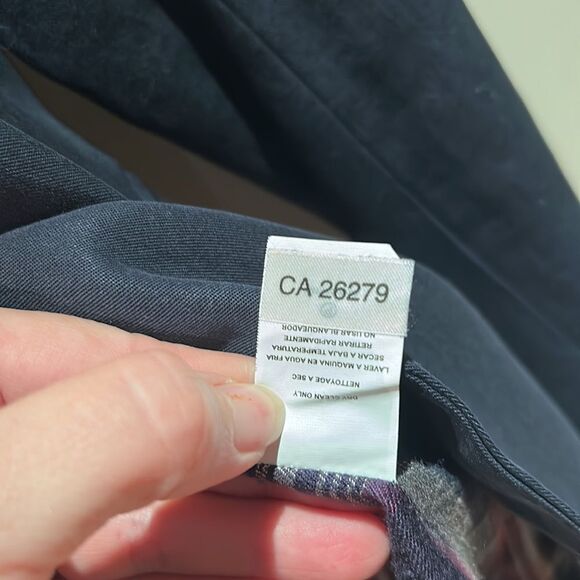 CA 26279
DRY CLEAN ONLY
NETTOYAGE A SEC
LAVER A MAQUINA EN AGUA FRIA
SECAR A BAJA TEMPERATURA
RETIRAR RAPIDAMENTE
NO USAR BLANQUEADOR